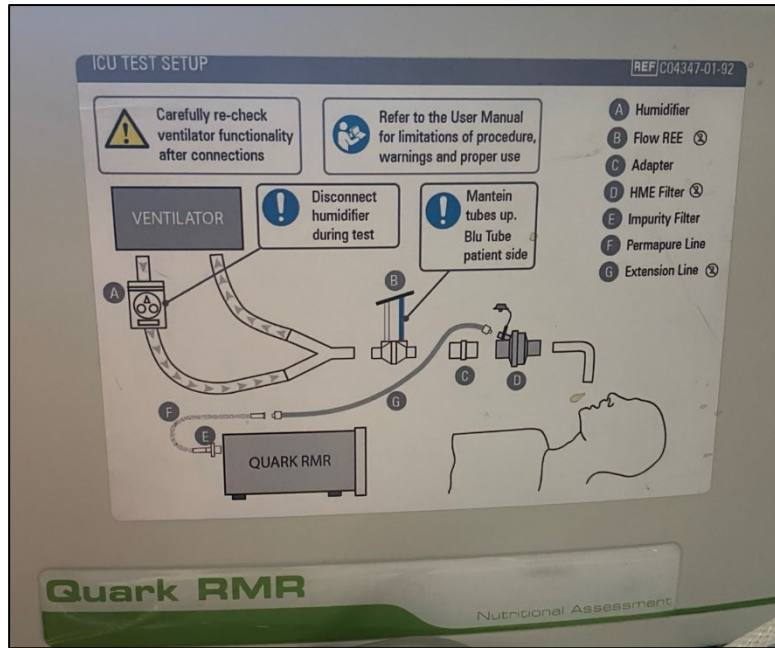 ICU TEST SETUP
REF C04347-01-92
Carefully re-check
ventilator functionality
after connections
Refer to the User Manual
for limitations of procedure,
warnings and proper use
A Humidifier
B Flow REE
C Adapter
D HME Filter
E Impurity Filter
F Permapure Line
G Extension Line
VENTILATOR
Disconnect
humidifier
during test
Mantein
tubes up.
Blu Tube
patient side
A
B
C
D
G
F
E
QUARK RMR
Quark RMR
Nutritional Assessment